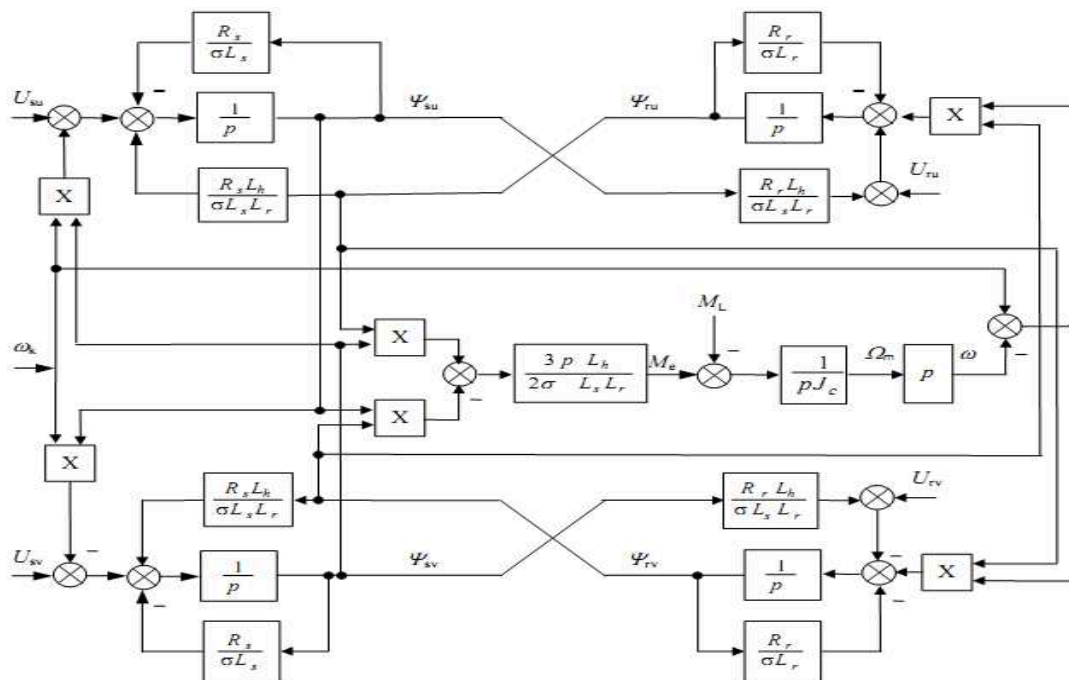 R_s / σL_s
R_r / σL_r
–
–
U_su
1 / p
Ψ_su
Ψ_ru
1 / p
X
X
R_s L_h / σL_s L_r
R_r L_h / σL_s L_r
U_ru
M_L
ω_k
X
3 p L_h / 2σ L_s L_r
M_e
–
1 / pJ_c
Ω_m
p
ω
–
–
X
X
R_s L_h / σL_s L_r
R_r L_h / σL_s L_r
U_rv
–
–
U_sv
1 / p
Ψ_sv
Ψ_rv
1 / p
X
–
–
R_s / σL_s
R_r / σL_r